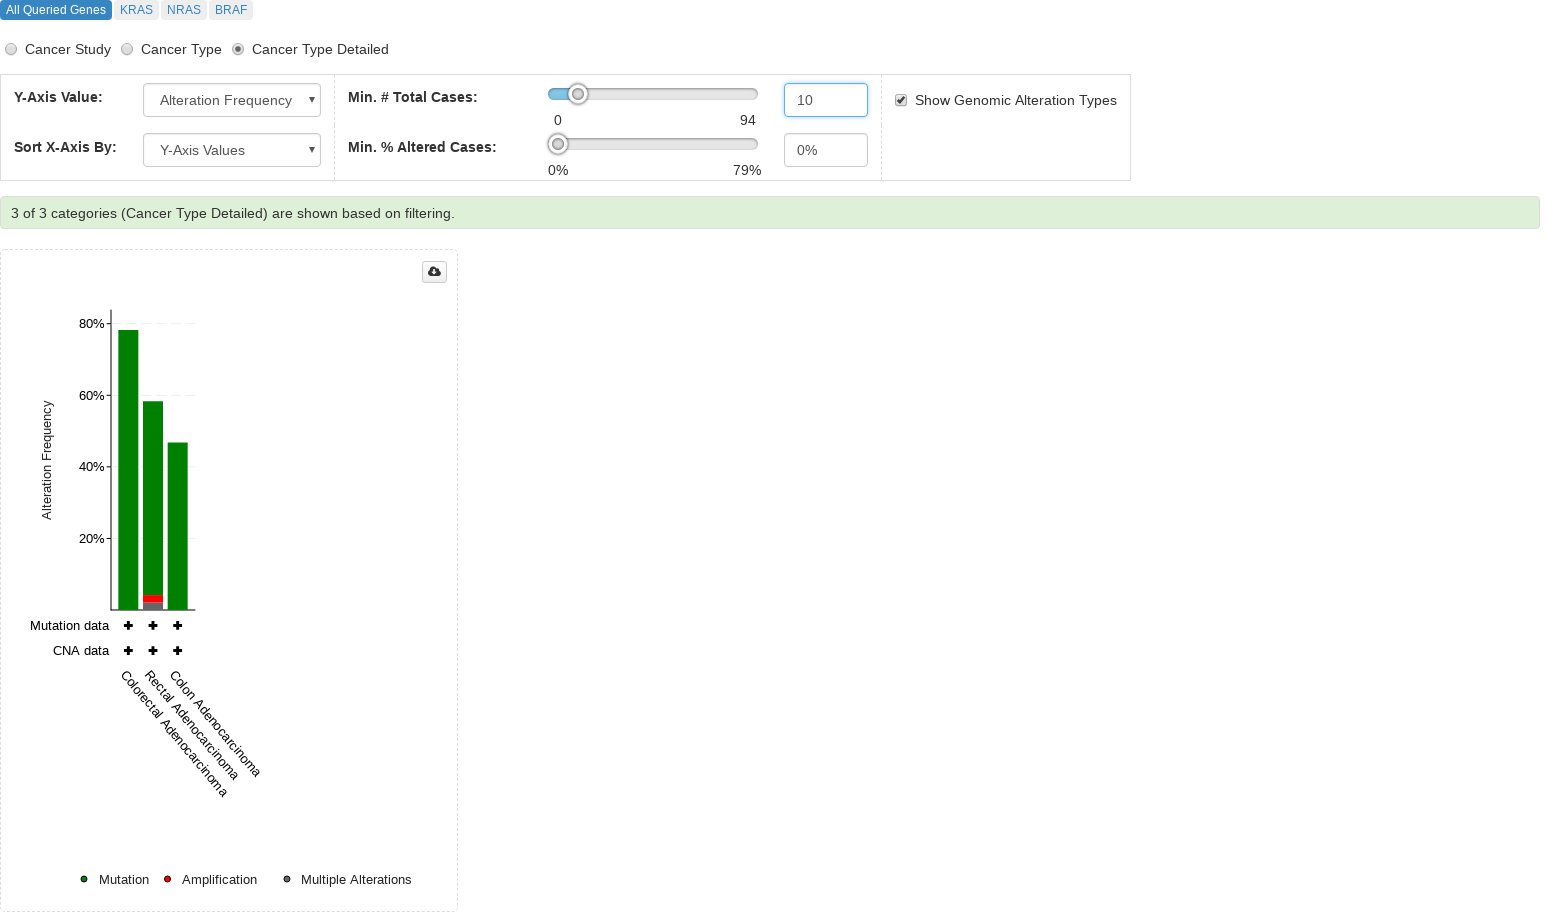 All Queried Genes KRAS NRAS BRAF
Cancer Study Cancer Type Cancer Type Detailed
Y-Axis Value: Alteration Frequency Min. # Total Cases: 10 Show Genomic Alteration Types
0 94
Sort X-Axis By: Y-Axis Values Min. % Altered Cases: 0%
0% 79%
3 of 3 categories (Cancer Type Detailed) are shown based on filtering.
80%
60%
40%
20%
Alteration Frequency
Mutation data
CNA data
Colorectal Adenocarcinoma
Rectal Adenocarcinoma
Colon Adenocarcinoma
Mutation Amplification Multiple Alterations